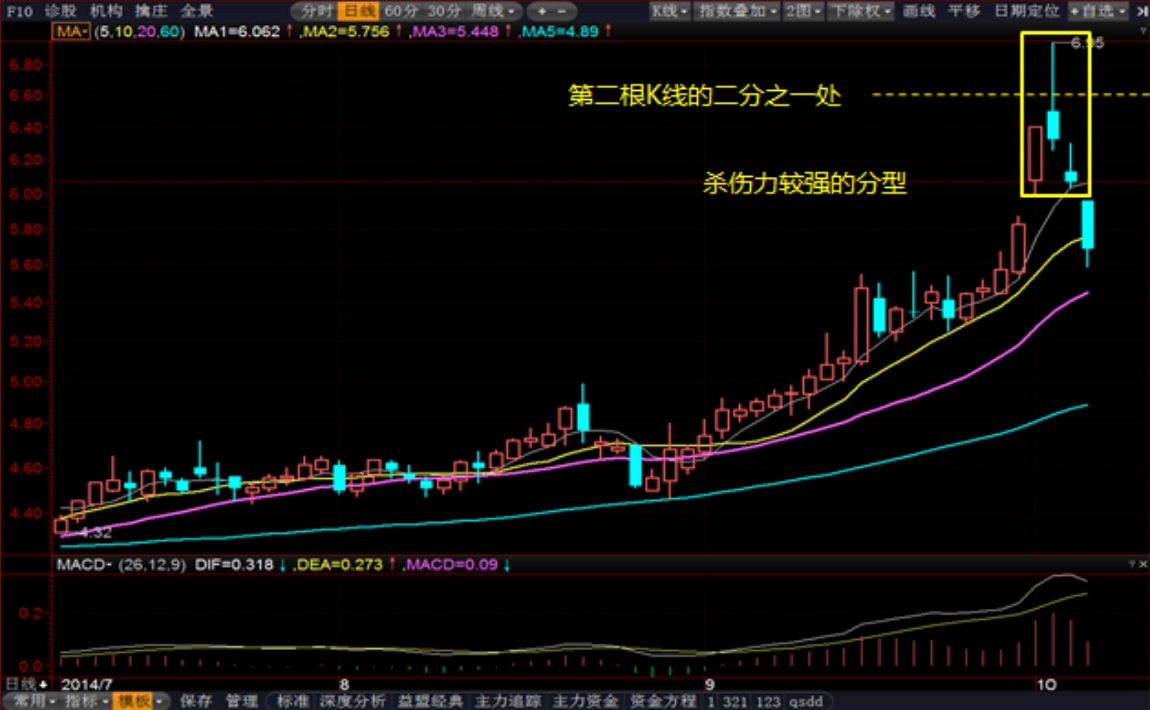 F10 诊股 机构 擒庄 全景 分时 日线 60分 30分 周线 + - K线 指数叠加 2图 下除权 画线 平移 日期定位 +自选
MA (5,10,20,60) MA1=6.062↑,MA2=5.756↑,MA3=5.448↑,MA5=4.89↑
6.95
6.80
第二根K线的二分之一处
6.60
6.40
6.20
杀伤力较强的分型
6.00
5.80
5.60
5.40
5.20
5.00
4.80
4.60
4.40
4.32
MACD (26,12,9) DIF=0.318↓,DEA=0.273↑,MACD=0.09↓
0.2
0.0
日线 2014/7 8 9 10
常用 指标 模板 保存 管理 标准 深度分析 益盟经典 主力追踪 主力资金 资金方程 1 321 123 qsdd